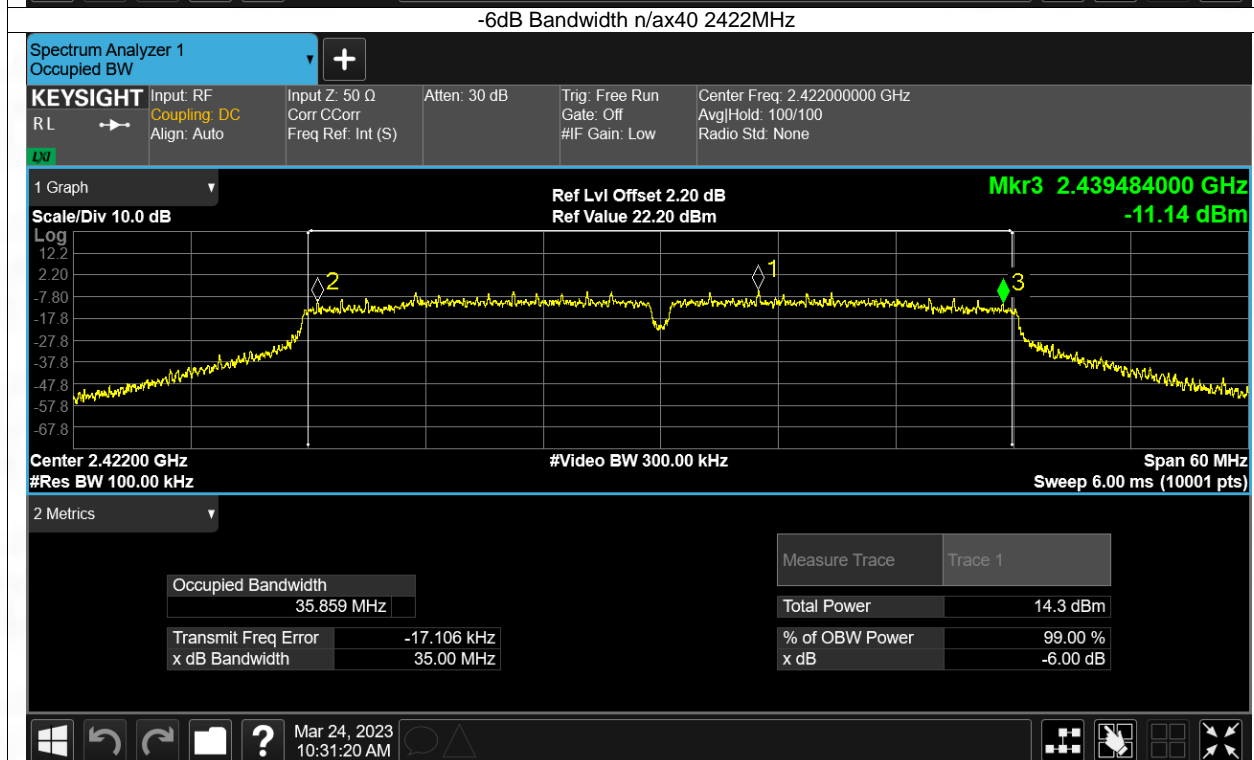 -6dB Bandwidth n/ax40 2422MHz
Spectrum Analyzer 1
Occupied BW
+
KEYSIGHT
R L
LXI
Input: RF
Coupling: DC
Align: Auto
Input Z: 50 Ω
Corr CCorr
Freq Ref: Int (S)
Atten: 30 dB
Trig: Free Run
Gate: Off
#IF Gain: Low
Center Freq: 2.422000000 GHz
Avg|Hold: 100/100
Radio Std: None
1 Graph
Scale/Div 10.0 dB
Ref Lvl Offset 2.20 dB
Ref Value 22.20 dBm
Mkr3 2.439484000 GHz
-11.14 dBm
Log
12.2
2.20
-7.80
-17.8
-27.8
-37.8
-47.8
-57.8
-67.8
2
1
3
Center 2.42200 GHz
#Res BW 100.00 kHz
#Video BW 300.00 kHz
Span 60 MHz
Sweep 6.00 ms (10001 pts)
2 Metrics
Occupied Bandwidth
35.859 MHz
Transmit Freq Error -17.106 kHz
x dB Bandwidth 35.00 MHz
Measure Trace Trace 1
Total Power 14.3 dBm
% of OBW Power 99.00 %
x dB -6.00 dB
?
Mar 24, 2023
10:31:20 AM